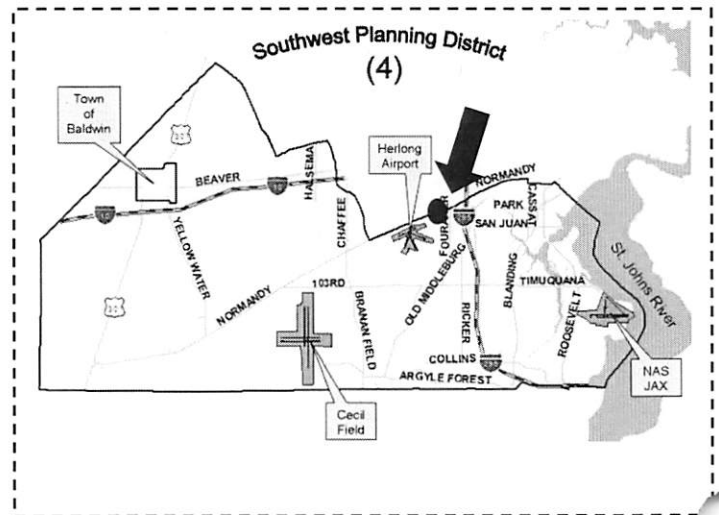 Southwest Planning District
(4)
Town
of
Baldwin
Herlong
Airport
BEAVER
HALSEMA
CHAFFEE
NORMANDY
PARK
CASSAT
SAN JUAN
YELLOW WATER
NORMANDY
103RD
BRANAN FIELD
OLD MIDDLEBURG
RICKER
BLANDING
TIMUQUANA
ROOSEVELT
St. Johns River
COLLINS
ARGYLE FOREST
Cecil
Field
NAS
JAX